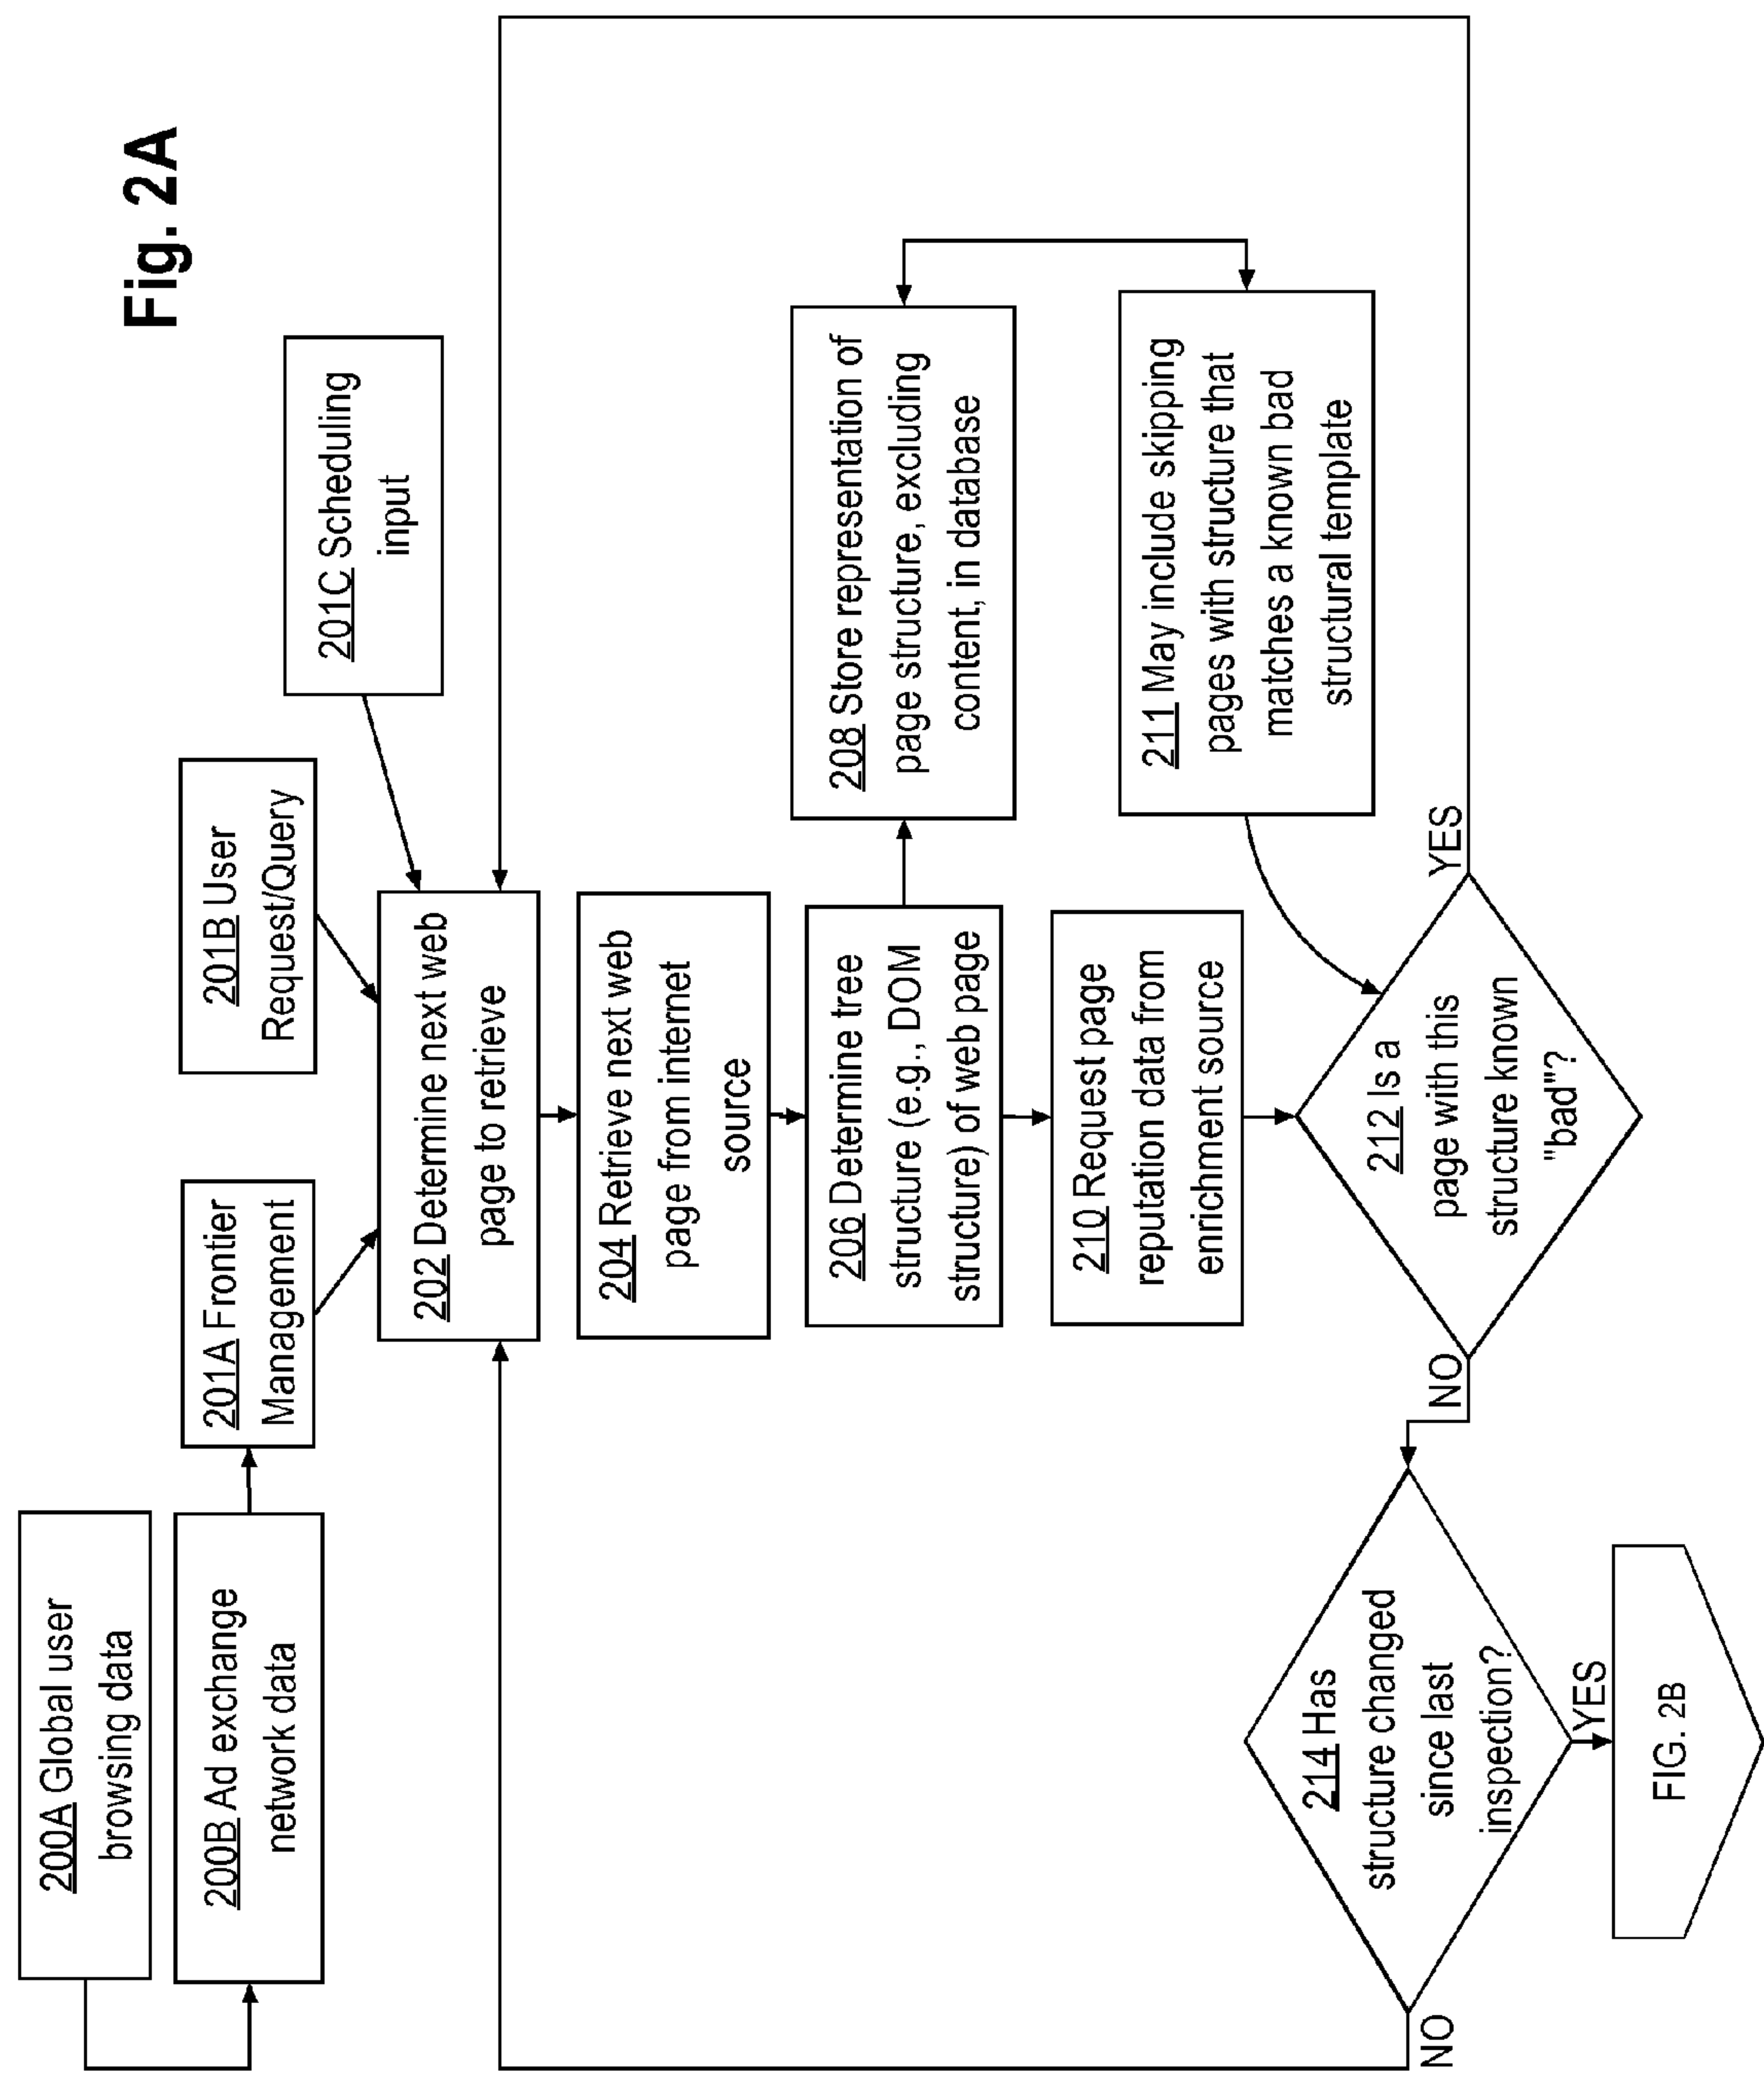 Fig. 2A
200A Global user
browsing data
200B Ad exchange
network data
201A Frontier
Management
201B User
Request/Query
201C Scheduling
input
202 Determine next web
page to retrieve
204 Retrieve next web
page from internet
source
206 Determine tree
structure (e.g., DOM
structure) of web page
208 Store representation of
page structure, excluding
content, in database
210 Request page
reputation data from
enrichment source
211 May include skipping
pages with structure that
matches a known bad
structural template
212 Is a
page with this
structure known
"bad"?
YES
NO
214 Has
structure changed
since last
inspection?
NO
YES
FIG. 2B